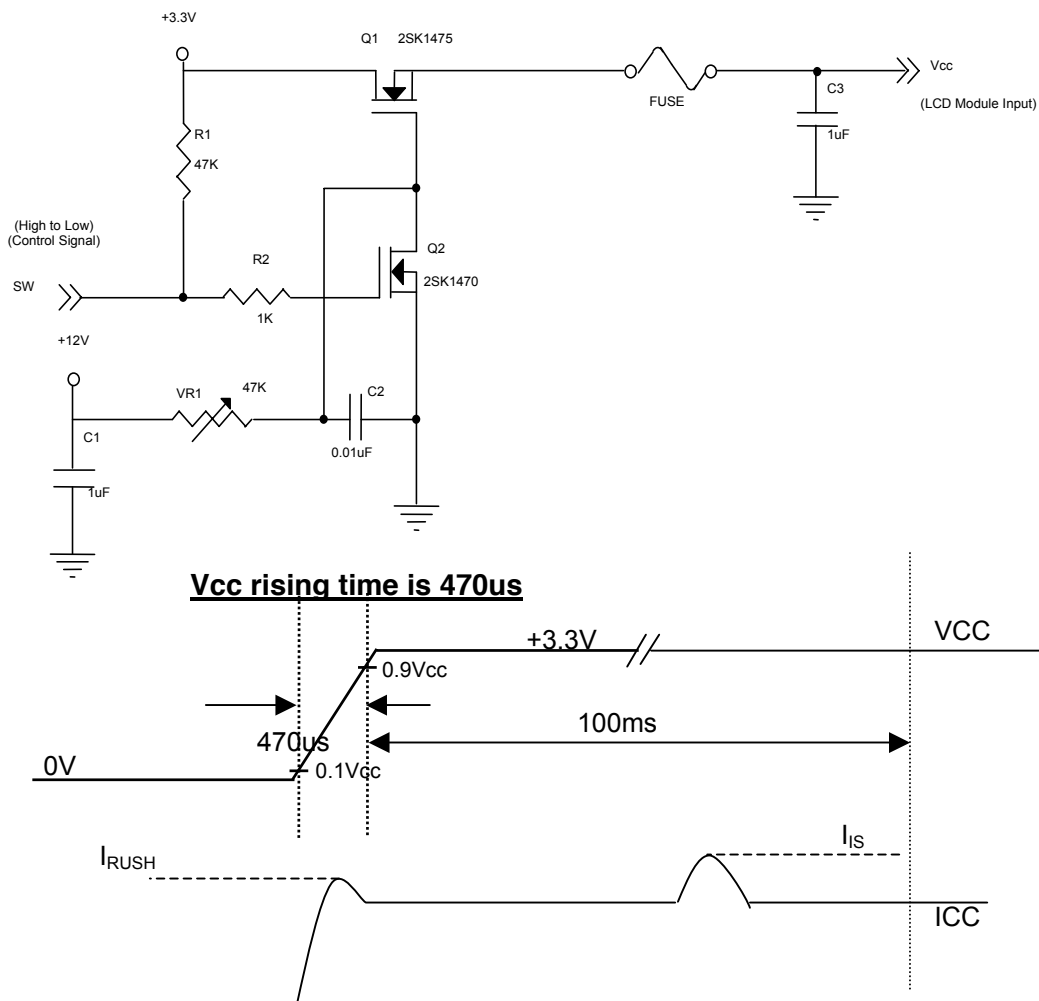 +3.3V
Q1 2SK1475
Vcc
FUSE
C3
(LCD Module Input)
R1
1uF
47K
(High to Low)
(Control Signal)
Q2
R2
SW
2SK1470
1K
+12V
VR1 47K C2
C1
0.01uF
1uF
Vcc rising time is 470us
+3.3V
VCC
0.9Vcc
470us
100ms
0V
0.1Vcc
IRUSH
IIS
ICC